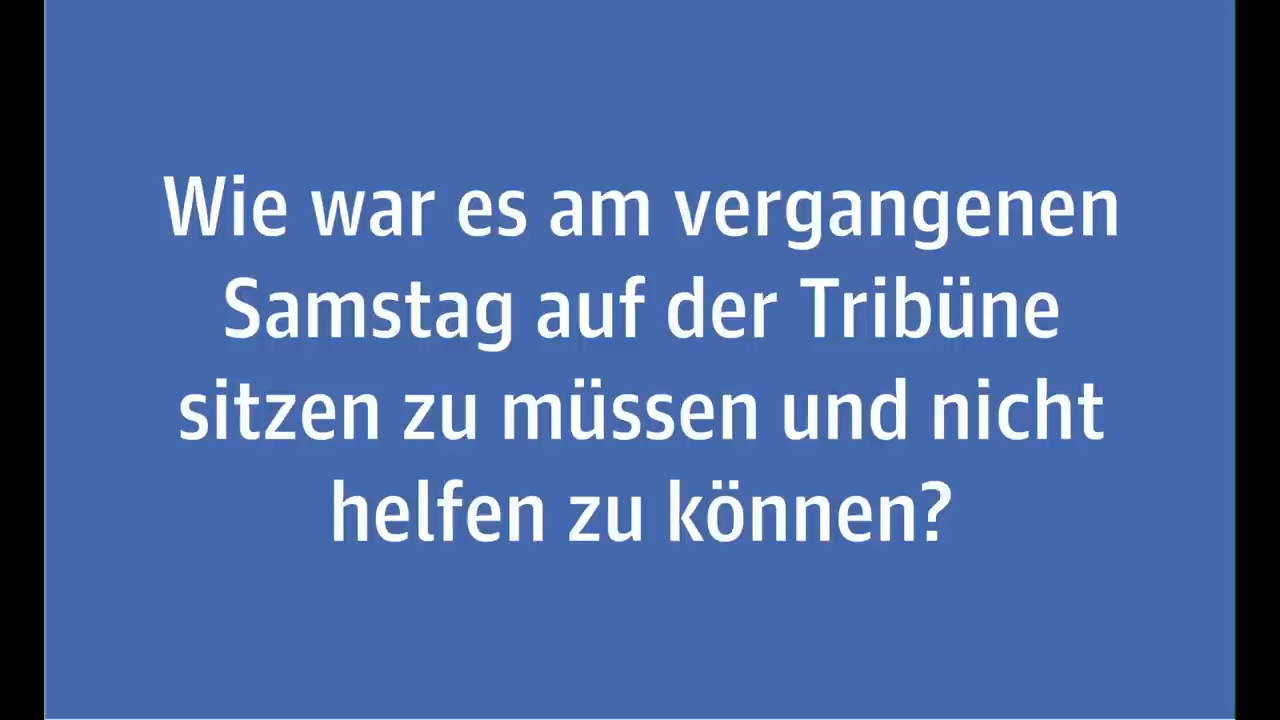 Wie war es am vergangenen
Samstag auf der Tribüne
sitzen zu müssen und nicht
helfen zu können?